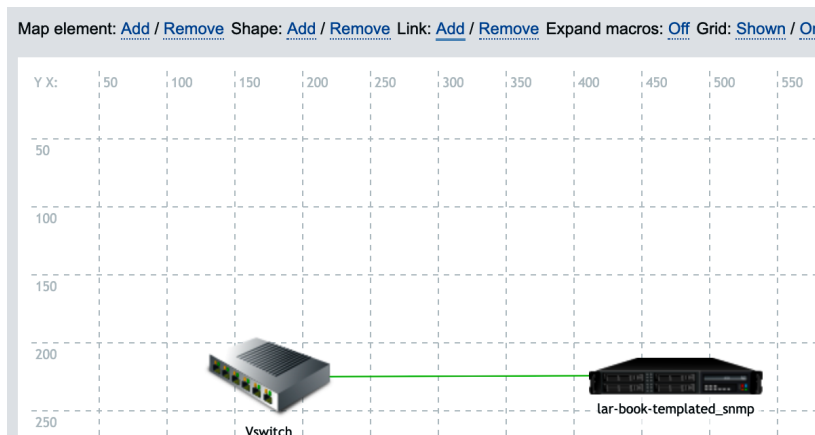 Map element: Add / Remove Shape: Add / Remove Link: Add / Remove Expand macros: Off Grid: Shown / On
Y X: 50 100 150 200 250 300 350 400 450 500 550
50
100
150
200
lar-book-templated_snmp
250
Vswitch